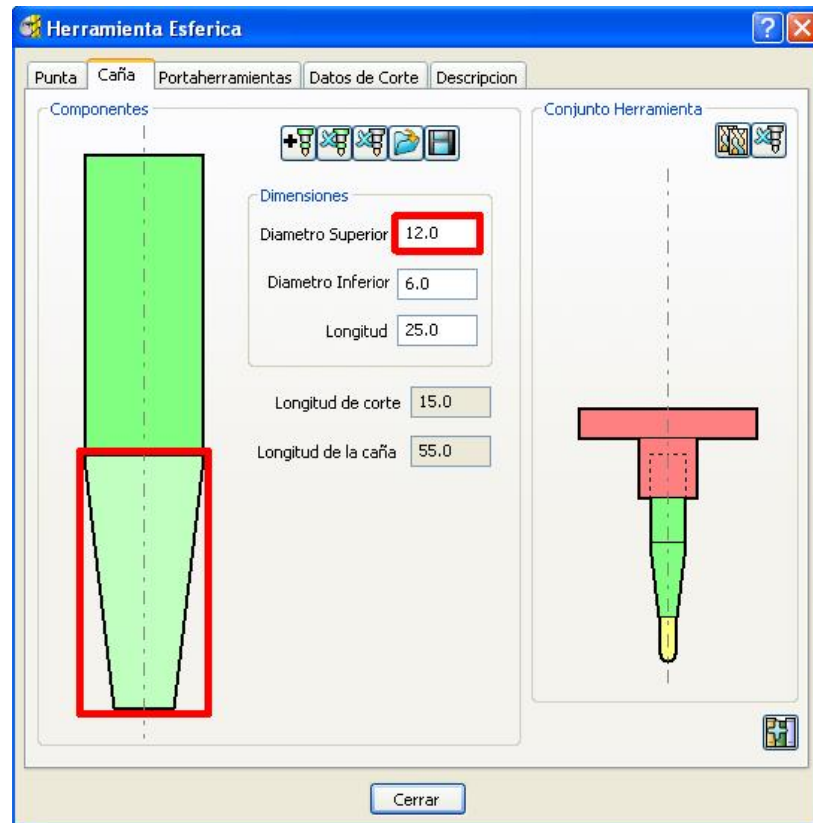 Herramienta Esferica
Punta Caña Portaherramientas Datos de Corte Descripcion
Componentes
Dimensiones
Diametro Superior 12.0
Diametro Inferior 6.0
Longitud 25.0
Longitud de corte 15.0
Longitud de la caña 55.0
Conjunto Herramienta
Cerrar